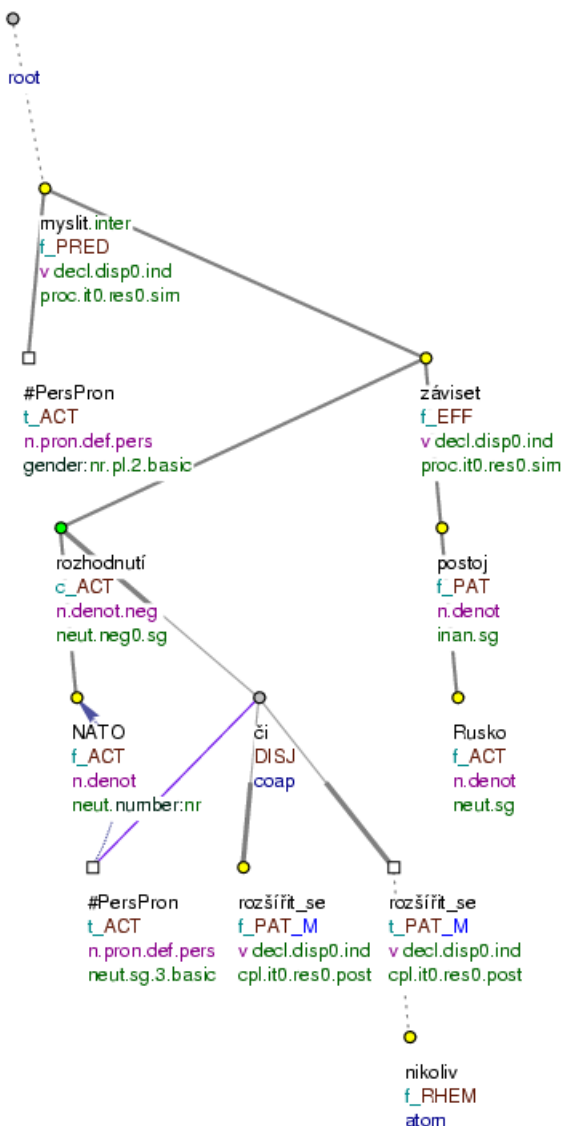 root
myslit.inter
f_PRED
v decl.disp0.ind
proc.it0.res0.sim
#PersPron
t_ACT
n.pron.def.pers
gender:nr.pl.2.basic
záviset
f_EFF
v decl.disp0.ind
proc.it0.res0.sim
rozhodnutí
c_ACT
n.denot.neg
neut.neg0.sg
postoj
f_PAT
n.denot
inan.sg
NATO
f_ACT
n.denot
neut.number:nr
či
DISJ
coap
Rusko
f_ACT
n.denot
neut.sg
#PersPron
t_ACT
n.pron.def.pers
neut.sg.3.basic
rozšířit_se
f_PAT_M
v decl.disp0.ind
cpl.it0.res0.post
rozšířit_se
t_PAT_M
v decl.disp0.ind
cpl.it0.res0.post
nikoliv
f_RHEM
atom